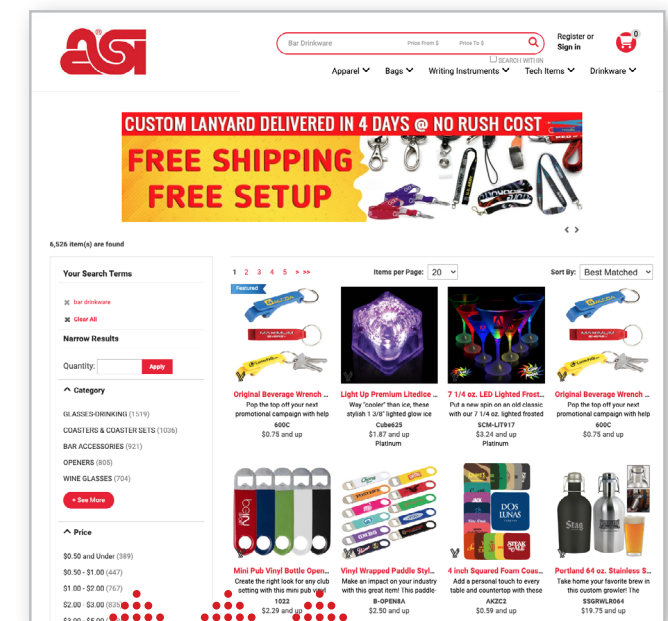 asi
Bar Drinkware Price From $ Price To $
Register or
Sign in
0
SEARCH WITHIN
Apparel Bags Writing Instruments Tech Items Drinkware
CUSTOM LANYARD DELIVERED IN 4 DAYS @ NO RUSH COST
FREE SHIPPING
FREE SETUP
6,526 item(s) are found
Your Search Terms
bar drinkware
Clear All
Narrow Results
Quantity: Apply
Category
GLASSES-DRINKING (1519)
COASTERS & COASTER SETS (1036)
BAR ACCESSORIES (921)
OPENERS (805)
WINE GLASSES (704)
+ See More
Price
$0.50 and Under (389)
$0.50 - $1.00 (447)
$1.00 - $2.00 (767)
$2.00 - $3.00 (835)
1 2 3 4 5 > >>
Items per Page: 20
Sort By: Best Matched
Featured
Original Beverage Wrench ...
Pop the top off your next
promotional campaign with help
600C
$0.75 and up
Light Up Premium LitedIce ...
Way "cooler" than ice, these
stylish 1 3/8" lighted glow ice
Cube625
$1.87 and up
Platinum
7 1/4 oz. LED Lighted Frost...
Put a new spin on an old classic
with our 7 1/4 oz. lighted frosted
SCM-LIT917
$3.24 and up
Platinum
Original Beverage Wrench ...
Pop the top off your next
promotional campaign with help
600C
$0.75 and up
DOS
LUNAS
Stag
Mini Pub Vinyl Bottle Open...
Create the right look for any club
setting with this mini pub vinyl
1022
$2.29 and up
Vinyl Wrapped Paddle Styl...
Make an impact on your industry
with this great item! This paddle-
B-OPEN8A
$2.50 and up
4 inch Squared Foam Coas...
Add a personal touch to every
table and countertop with these
AKZC2
$0.59 and up
Portland 64 oz. Stainless S...
Take home your favorite brew in
this custom growler! The
SSGRWLR064
$19.75 and up